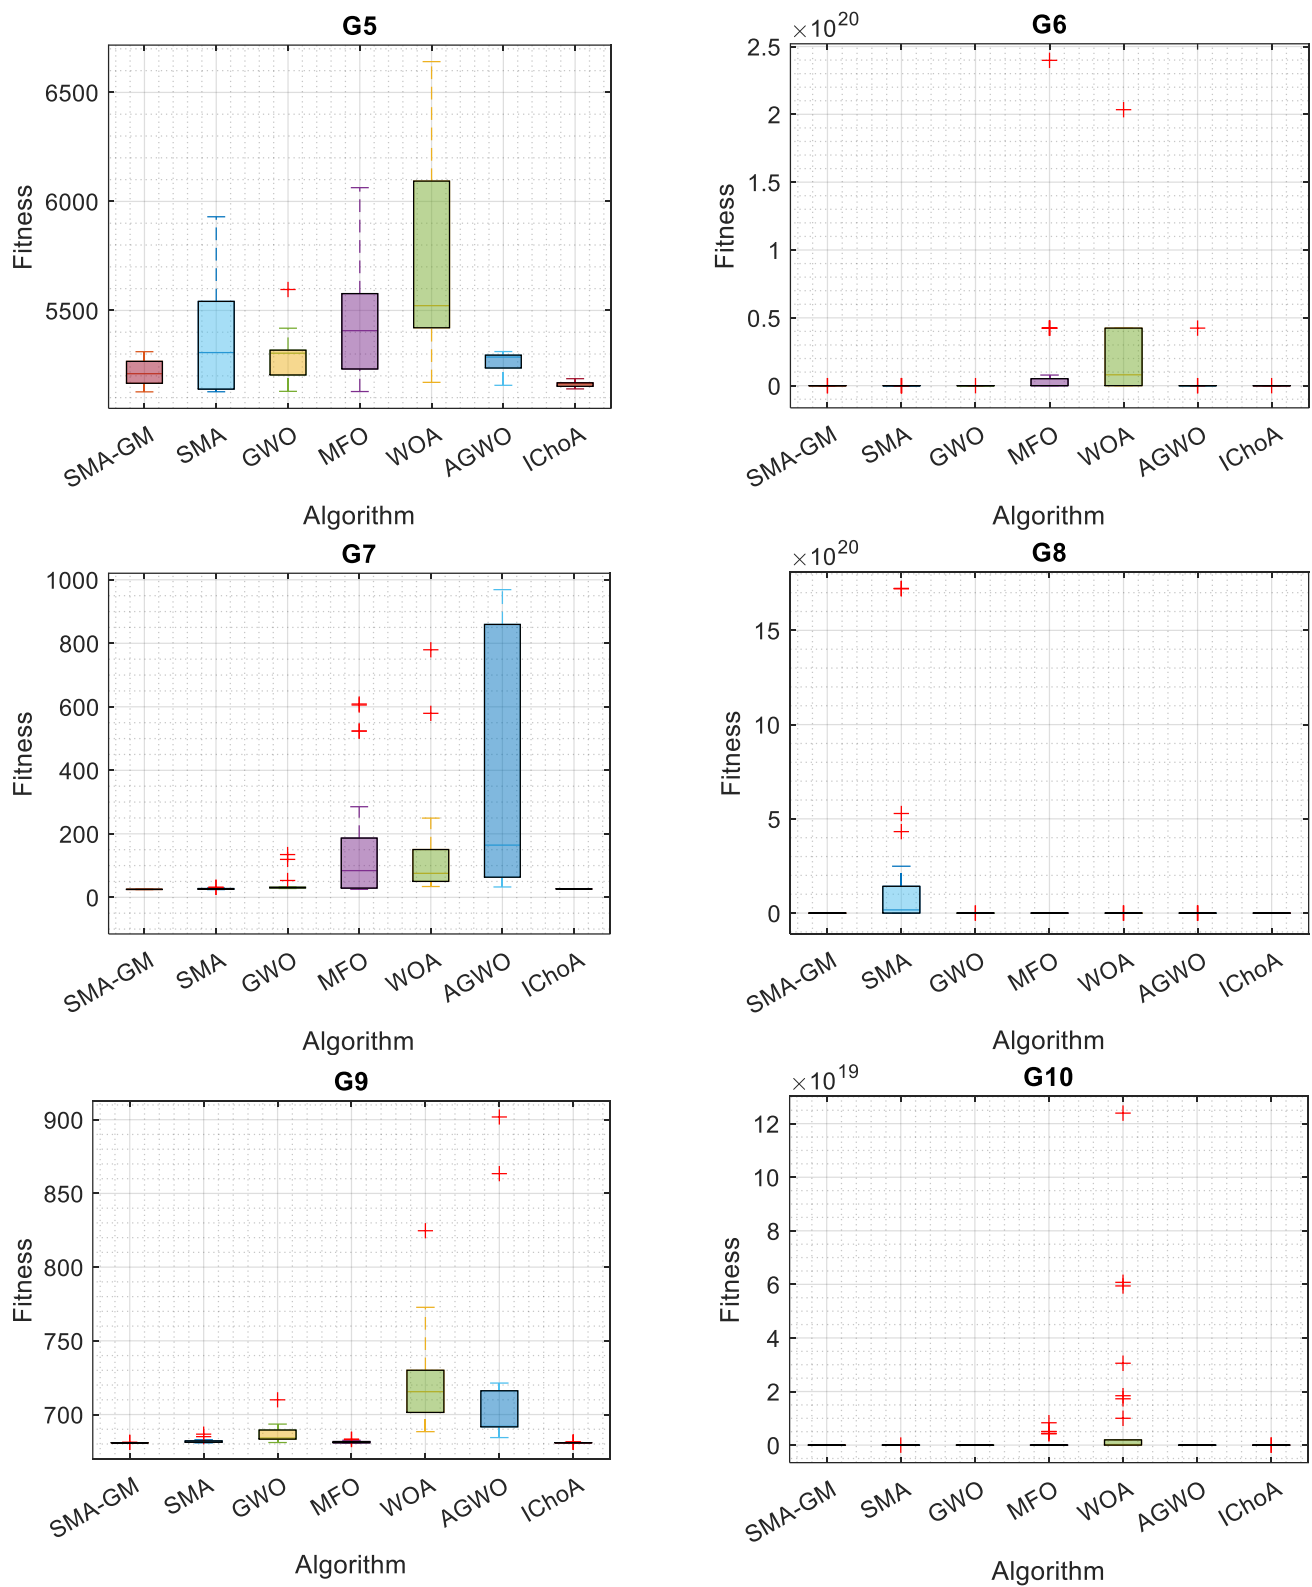 G5
6500
6000
5500
Fitness
SMA-GM SMA GWO MFO WOA AGWO IChoA
Algorithm
G6
×10^20
2.5
2
1.5
1
0.5
0
Fitness
SMA-GM SMA GWO MFO WOA AGWO IChoA
Algorithm
G7
1000
800
600
400
200
0
Fitness
SMA-GM SMA GWO MFO WOA AGWO IChoA
Algorithm
G8
×10^20
15
10
5
0
Fitness
SMA-GM SMA GWO MFO WOA AGWO IChoA
Algorithm
G9
900
850
800
750
700
Fitness
SMA-GM SMA GWO MFO WOA AGWO IChoA
Algorithm
G10
×10^19
12
10
8
6
4
2
0
Fitness
SMA-GM SMA GWO MFO WOA AGWO IChoA
Algorithm